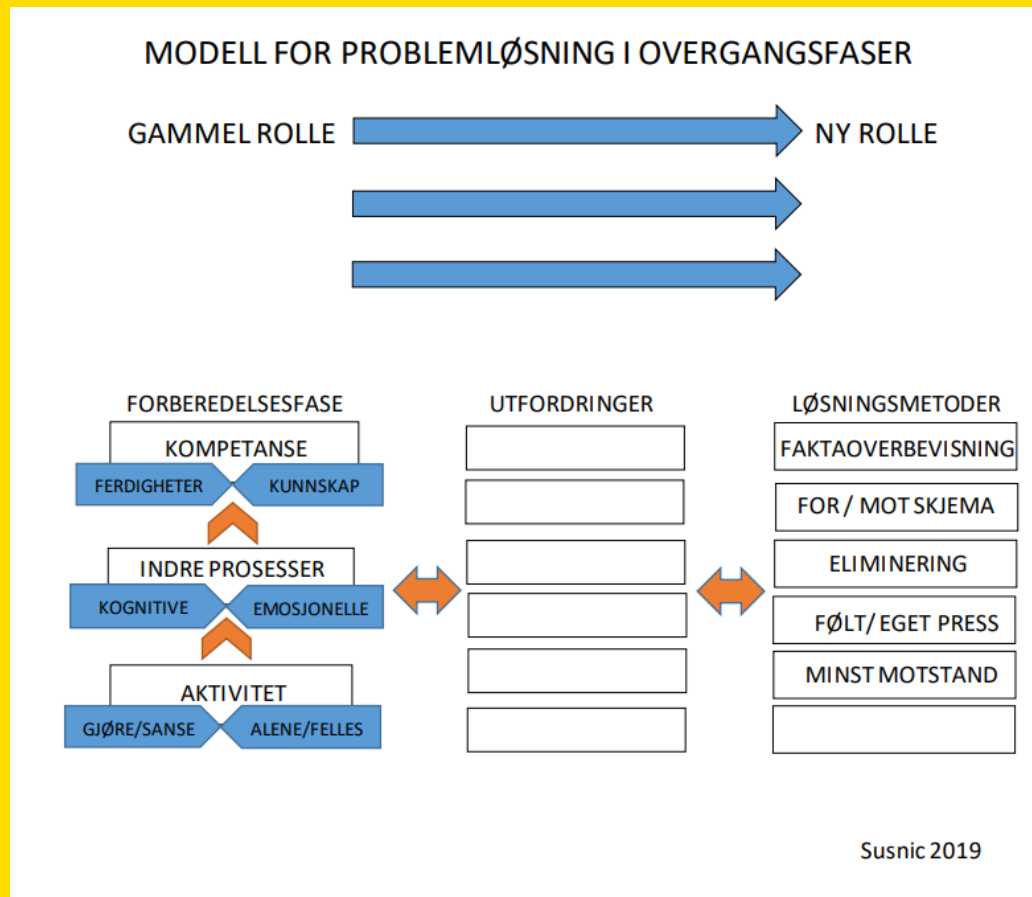 MODELL FOR PROBLEMLØSNING I OVERGANGSFASER
GAMMEL ROLLE
NY ROLLE
FORBEREDELSESFASE
KOMPETANSE
FERDIGHETER
KUNNSKAP
INDRE PROSESSER
KOGNITIVE
EMOSJONELLE
AKTIVITET
GJØRE/SANSE
ALENE/FELLES
UTFORDRINGER
LØSNINGSMETODER
FAKTAOVERBEVISNING
FOR / MOT SKJEMA
ELIMINERING
FØLT/ EGET PRESS
MINST MOTSTAND
Susnic 2019